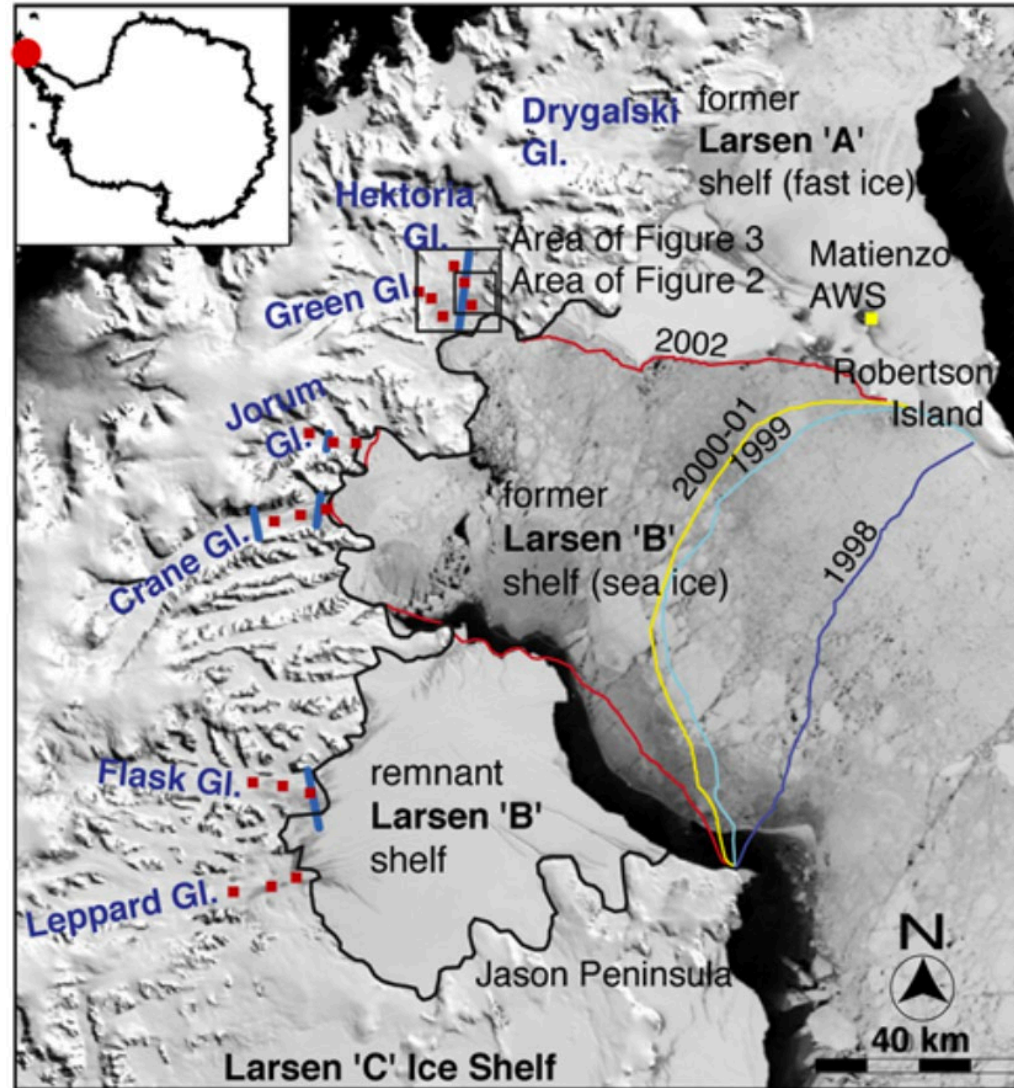 Drygalski
Gl.
former
Larsen 'A'
shelf (fast ice)
Hektoria
Gl.
Area of Figure 3
Area of Figure 2
Green Gl.
Matienzo
AWS
2002
Robertson
Island
Jorum
Gl.
2000-01
1999
1998
former
Larsen 'B'
shelf (sea ice)
Crane Gl.
Flask Gl.
remnant
Larsen 'B'
shelf
Leppard Gl.
Jason Peninsula
N
40 km
Larsen 'C' Ice Shelf